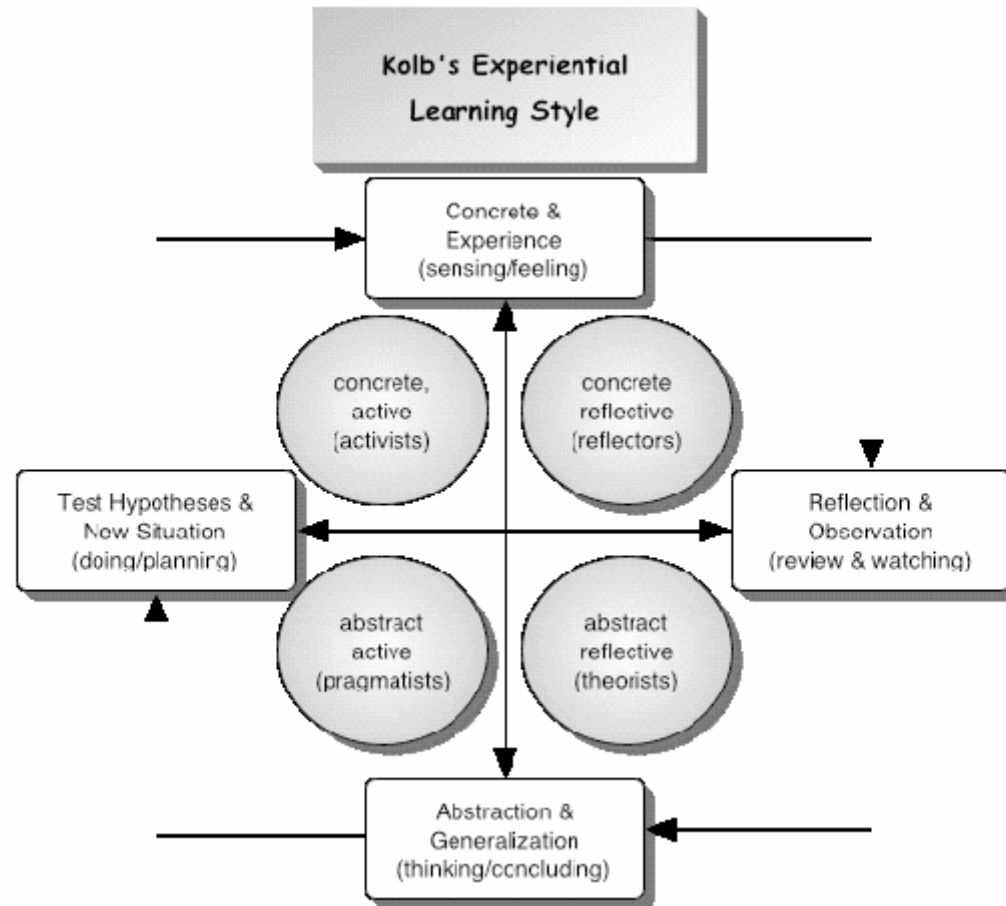 Kolb's Experiential
Learning Style
Concrete &
Experience
(sensing/feeling)
concrete,
active
(activists)
concrete
reflective
(reflectors)
Test Hypotheses &
New Situation
(doing/planning)
Reflection &
Observation
(review & watching)
abstract
active
(pragmatists)
abstract
reflective
(theorists)
Abstraction &
Generalization
(thinking/concluding)